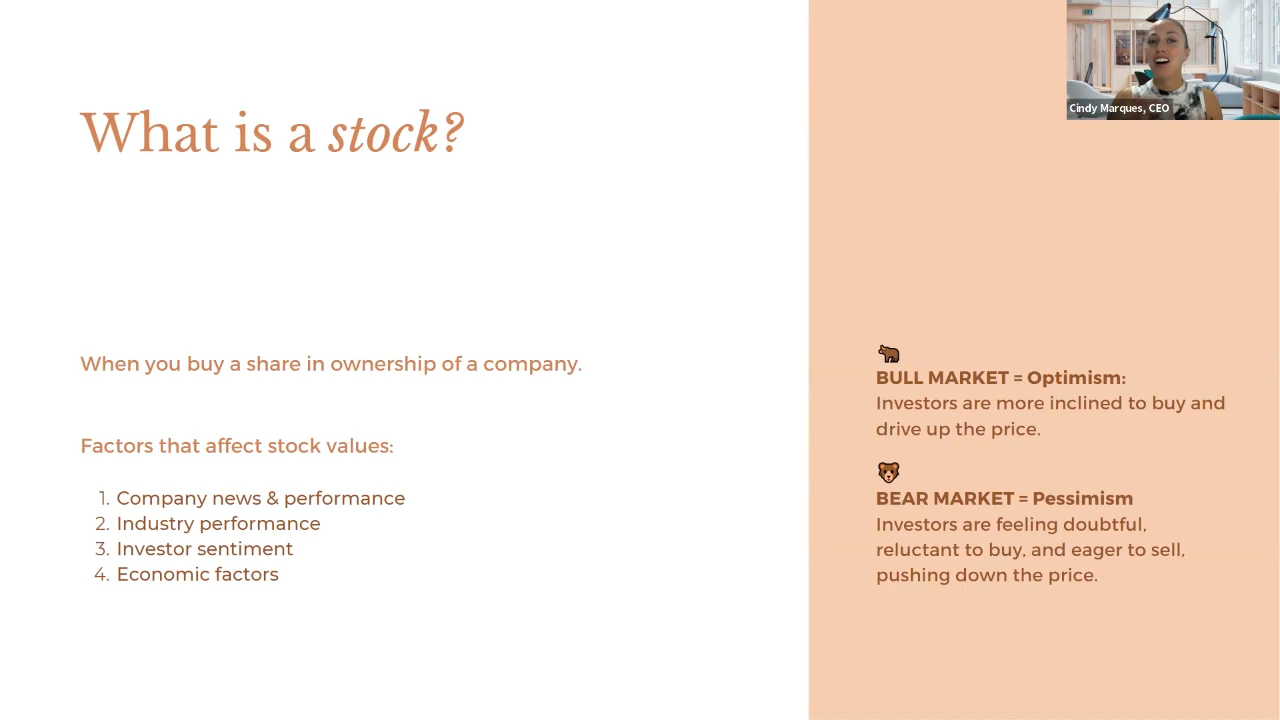 What is a stock?
When you buy a share in ownership of a company.
Factors that affect stock values:
1. Company news & performance
2. Industry performance
3. Investor sentiment
4. Economic factors
Cindy Marques, CEO
BULL MARKET = Optimism:
Investors are more inclined to buy and
drive up the price.
BEAR MARKET = Pessimism
Investors are feeling doubtful,
reluctant to buy, and eager to sell,
pushing down the price.